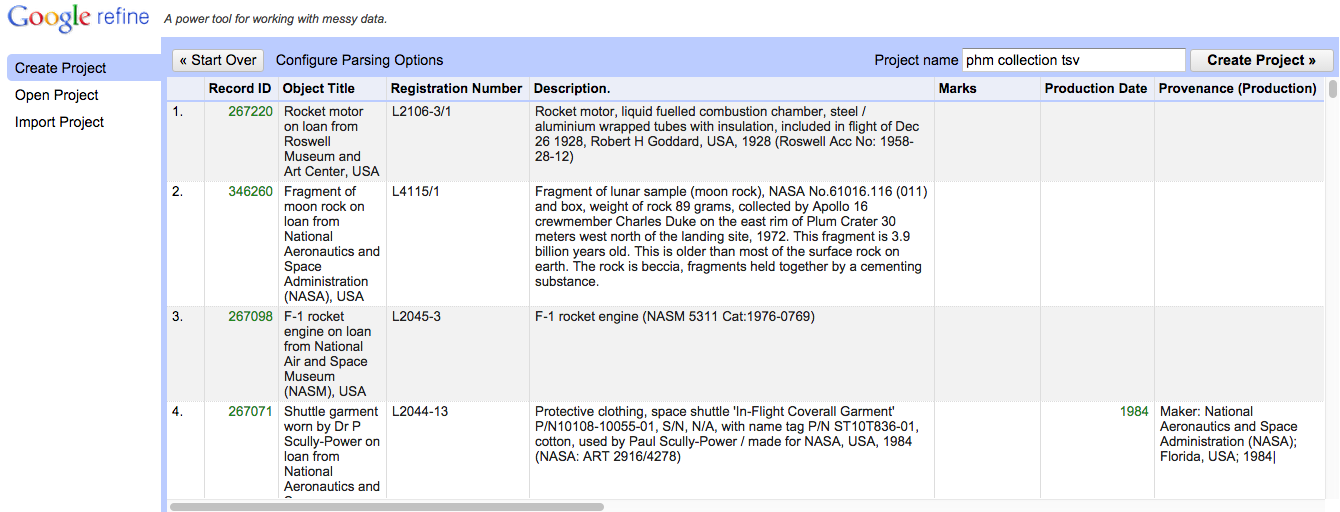 Google refine A power tool for working with messy data.
Create Project
Open Project
Import Project
« Start Over Configure Parsing Options Project name phm collection tsv Create Project »
Record ID Object Title Registration Number Description. Marks Production Date Provenance (Production)
1. 267220 Rocket motor L2106-3/1 Rocket motor, liquid fuelled combustion chamber, steel /
on loan from aluminium wrapped tubes with insulation, included in flight of Dec
Roswell 26 1928, Robert H Goddard, USA, 1928 (Roswell Acc No: 1958-
Museum and 28-12)
Art Center, USA
2. 346260 Fragment of L4115/1 Fragment of lunar sample (moon rock), NASA No.61016.116 (011)
moon rock on and box, weight of rock 89 grams, collected by Apollo 16
loan from crewmember Charles Duke on the east rim of Plum Crater 30
National meters west north of the landing site, 1972. This fragment is 3.9
Aeronautics and billion years old. This is older than most of the surface rock on
Space earth. The rock is beccia, fragments held together by a cementing
Administration substance.
(NASA), USA
3. 267098 F-1 rocket L2045-3 F-1 rocket engine (NASM 5311 Cat:1976-0769)
engine on loan
from National
Air and Space
Museum
(NASM), USA
4. 267071 Shuttle garment L2044-13 Protective clothing, space shuttle 'In-Flight Coverall Garment' 1984 Maker: National
worn by Dr P P/N10108-10055-01, S/N, N/A, with name tag P/N ST10T836-01, Aeronautics and Space
Scully-Power on cotton, used by Paul Scully-Power / made for NASA, USA, 1984 Administration (NASA);
loan from (NASA: ART 2916/4278) Florida, USA; 1984|
National
Aeronautics and